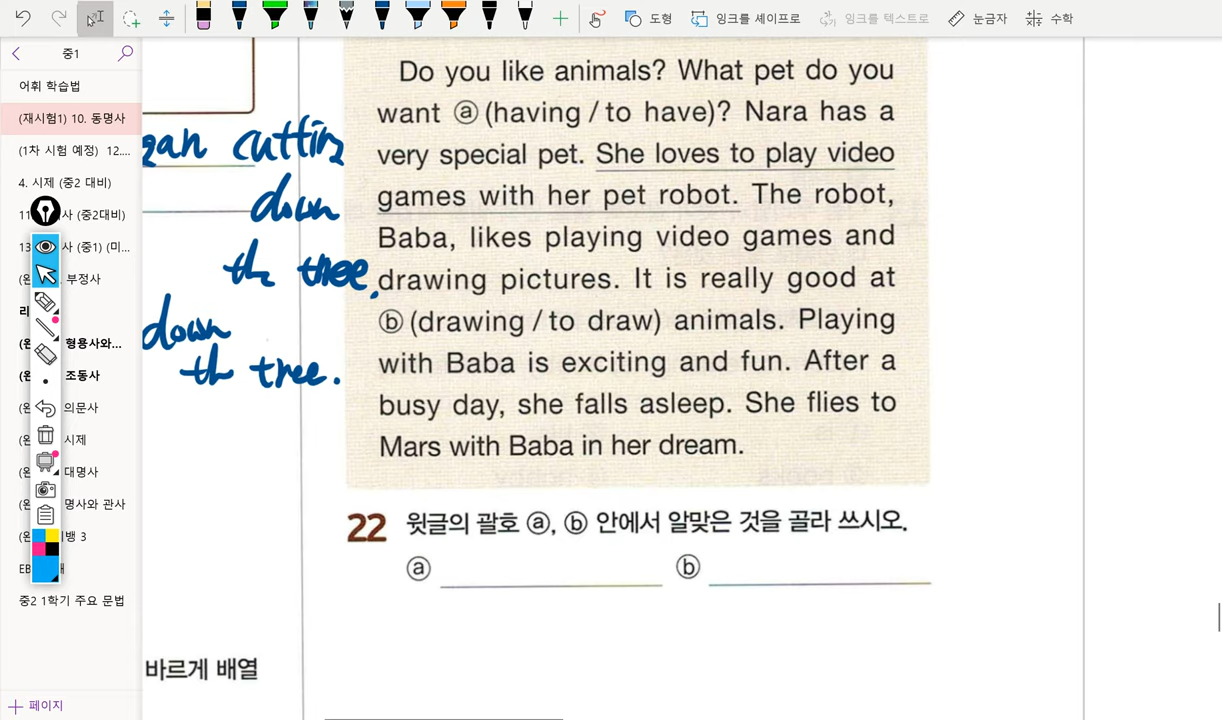 도형
잉크를 셰이프로
잉크를 텍스트로
눈금자
수학
중1
어휘 학습법
(재시험1) 10. 동명사
(1차 시험 예정) 12....
4. 시제 (중2 대비)
사 (중2대비)
사 (중1) (미...
부정사
형용사와...
조동사
의문사
시제
대명사
명사와 관사
뱅 3
중2 1학기 주요 문법
페이지
cutting
down
the tree.
down
the tree.
바르게 배열
Do you like animals? What pet do you
want ⓐ (having / to have)? Nara has a
very special pet. She loves to play video
games with her pet robot. The robot,
Baba, likes playing video games and
drawing pictures. It is really good at
ⓑ (drawing / to draw) animals. Playing
with Baba is exciting and fun. After a
busy day, she falls asleep. She flies to
Mars with Baba in her dream.
22 윗글의 괄호 ⓐ, ⓑ 안에서 알맞은 것을 골라 쓰시오.
ⓐ ⓑ